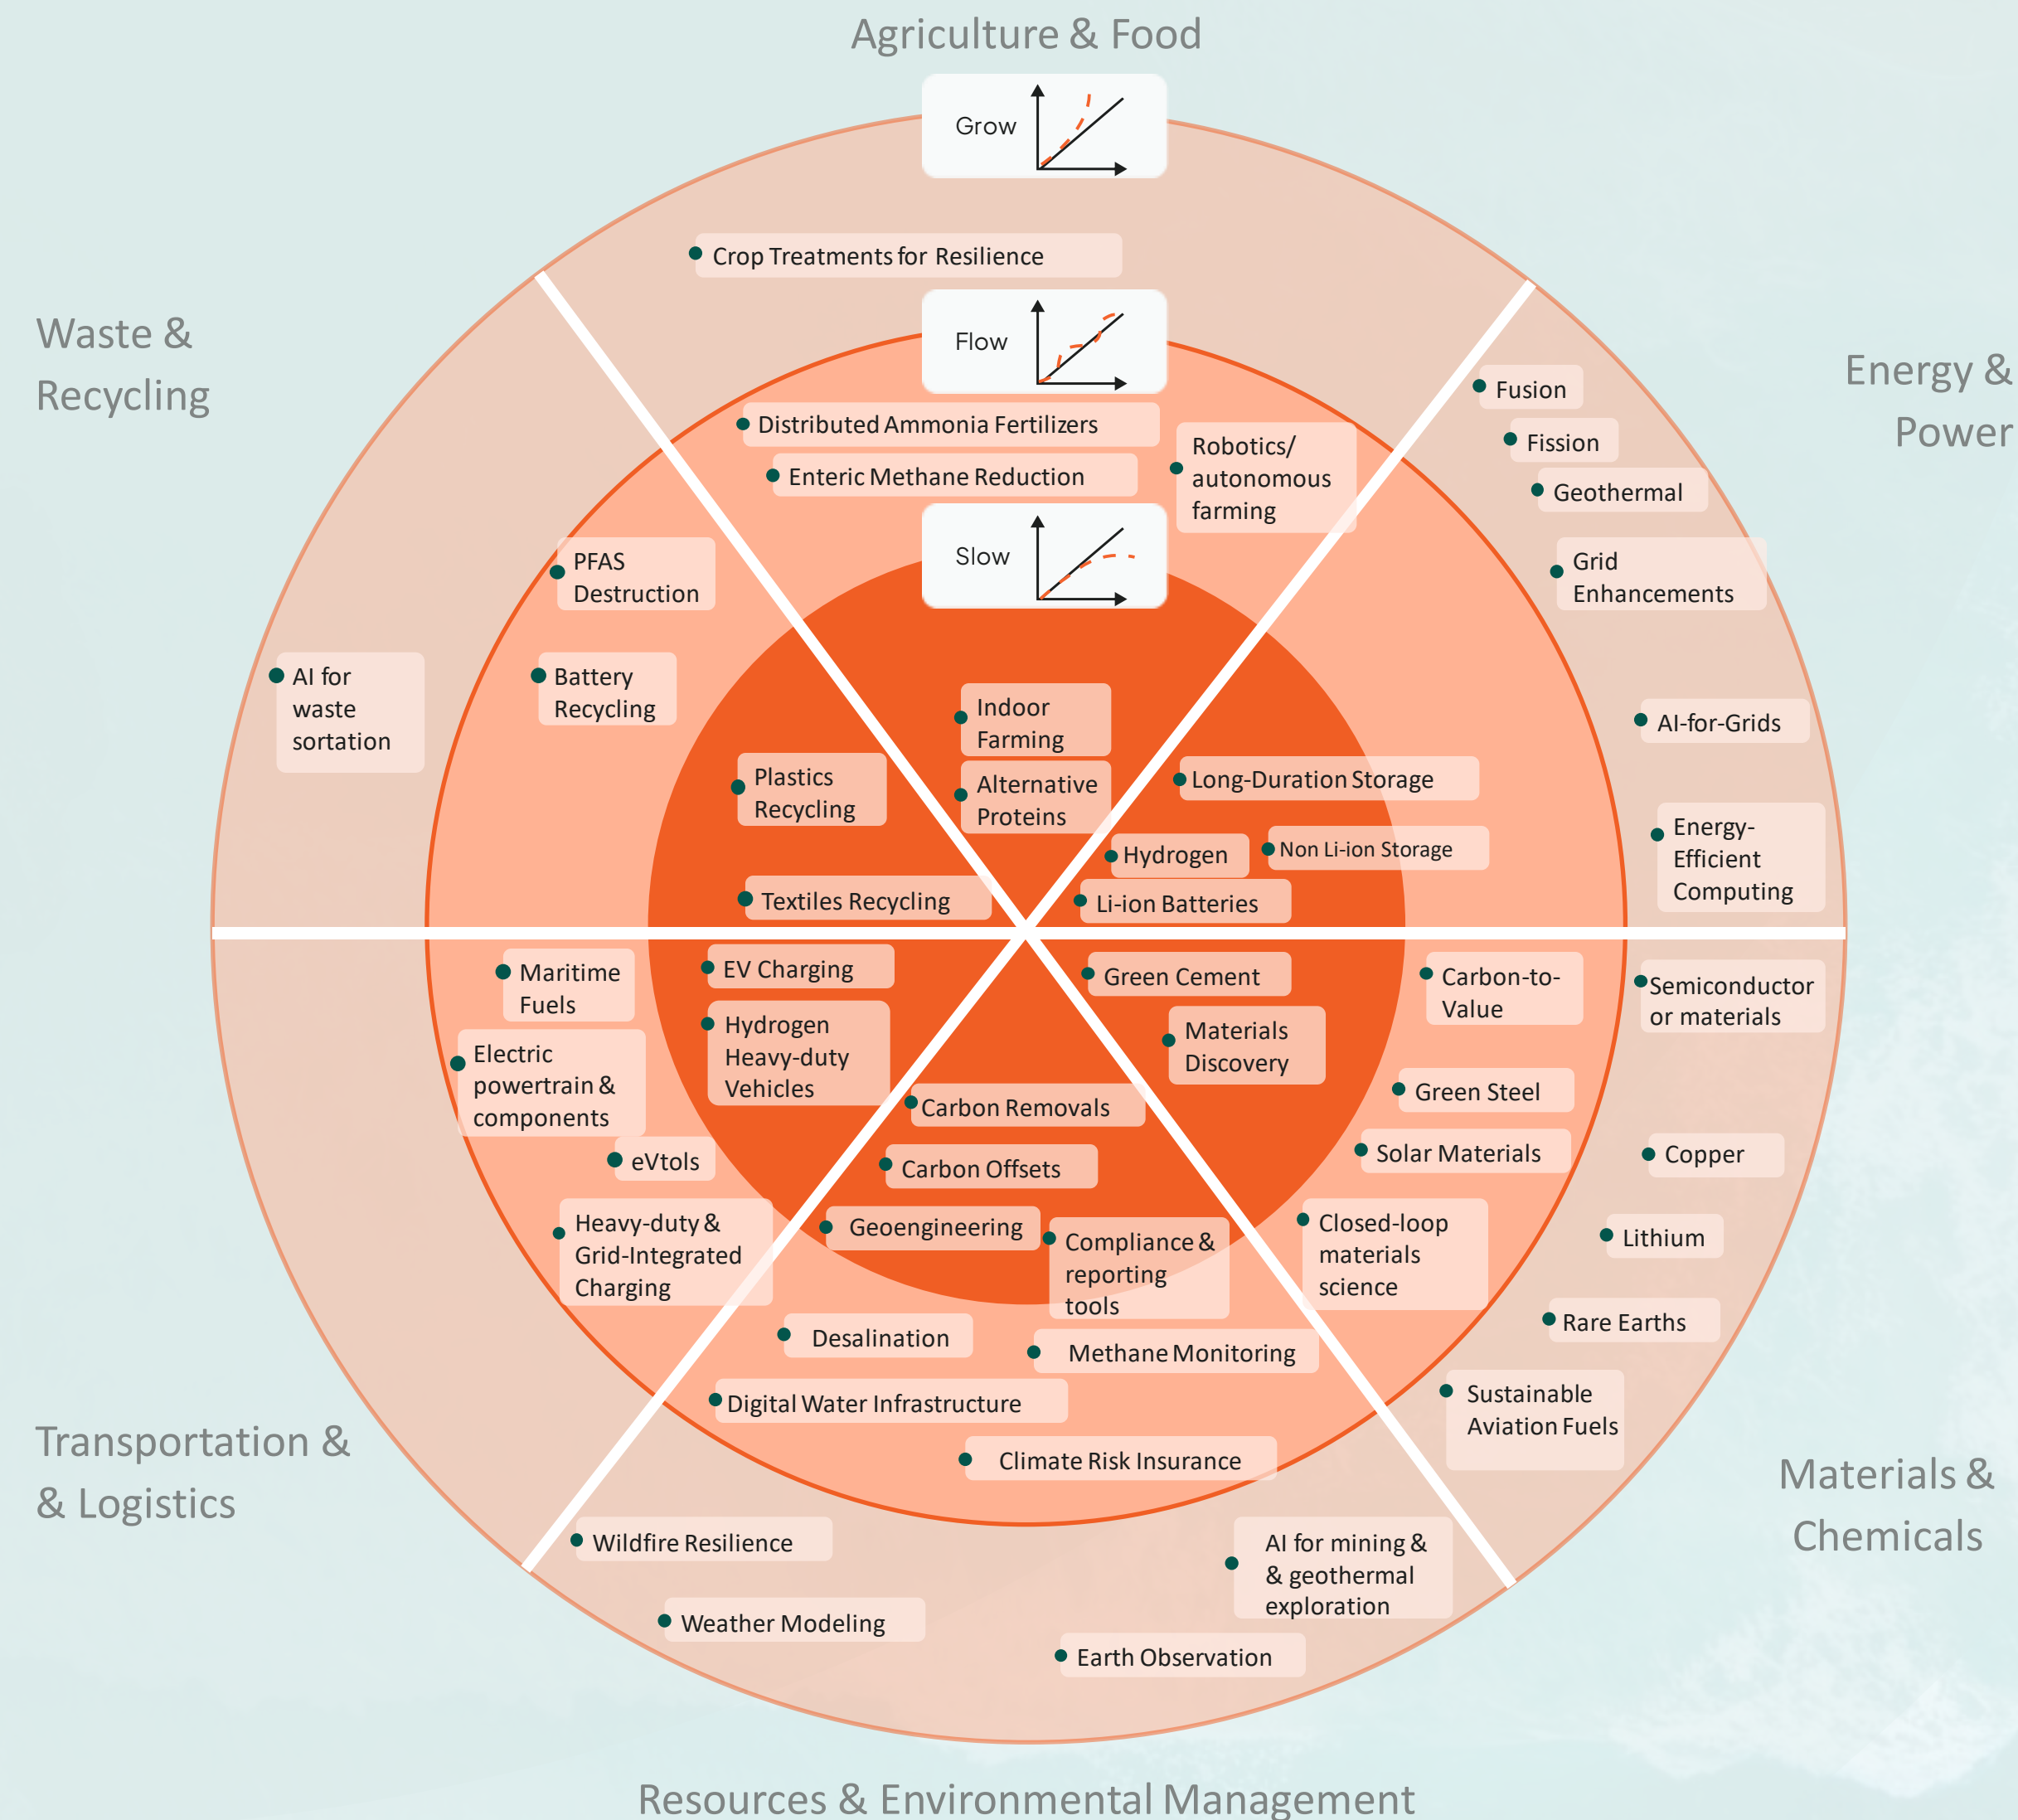 Agriculture & Food
Grow
Crop Treatments for Resilience
Flow
Distributed Ammonia Fertilizers
Enteric Methane Reduction
Robotics/
autonomous
farming
Slow
Indoor
Farming
Alternative
Proteins
Energy &
Power
Fusion
Fission
Geothermal
Grid
Enhancements
AI-for-Grids
Energy-
Efficient
Computing
Long-Duration Storage
Non Li-ion Storage
Hydrogen
Li-ion Batteries
Materials &
Chemicals
Green Cement
Materials
Discovery
Carbon-to-
Value
Green Steel
Solar Materials
Closed-loop
materials
science
Semiconductor
or materials
Copper
Lithium
Rare Earths
Sustainable
Aviation Fuels
Resources & Environmental Management
Carbon Removals
Carbon Offsets
Geoengineering
Compliance &
reporting
tools
Desalination
Methane Monitoring
Digital Water Infrastructure
Climate Risk Insurance
Wildfire Resilience
Weather Modeling
AI for mining &
& geothermal
exploration
Earth Observation
Transportation &
& Logistics
EV Charging
Hydrogen
Heavy-duty
Vehicles
Maritime
Fuels
Electric
powertrain &
components
eVtols
Heavy-duty &
Grid-Integrated
Charging
Waste &
Recycling
PFAS
Destruction
Battery
Recycling
AI for
waste
sortation
Plastics
Recycling
Textiles Recycling